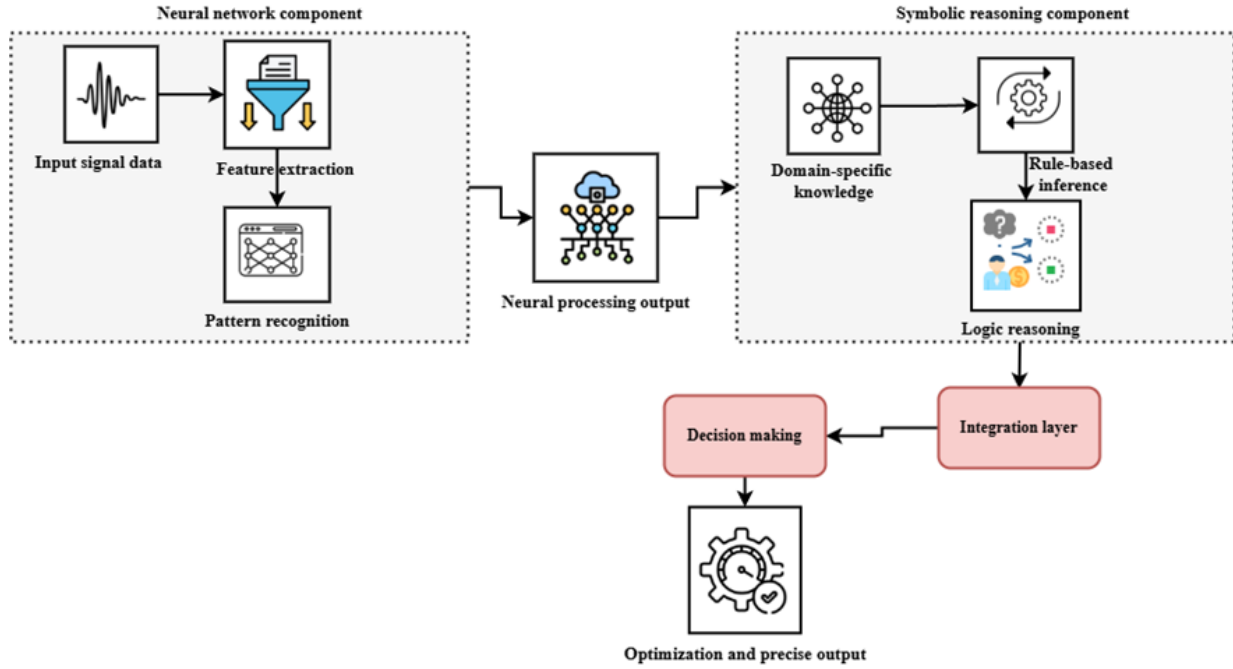 Neural network component
Symbolic reasoning component
Input signal data
Feature extraction
Pattern recognition
Neural processing output
Domain-specific
knowledge
Rule-based
inference
?
$
Logic reasoning
Integration layer
Decision making
Optimization and precise output